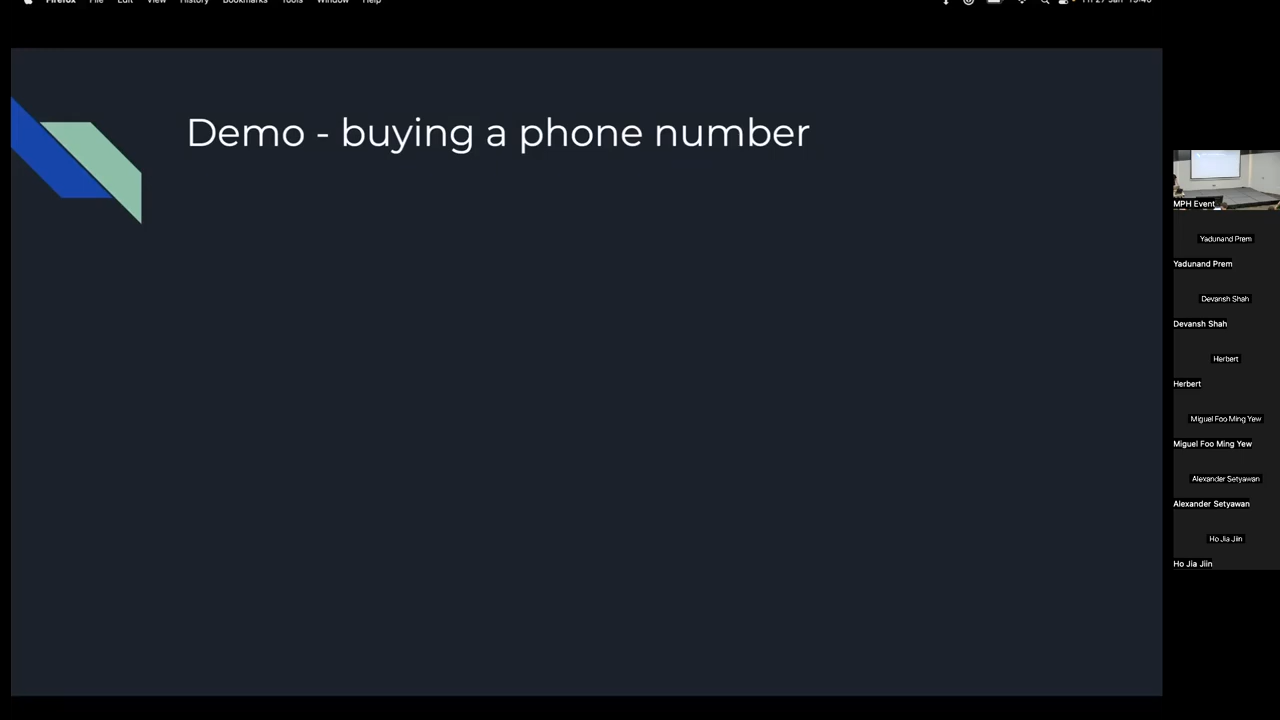 Firefox File Edit View History Bookmarks Tools Window Help
Demo - buying a phone number
MPH Event
Yadunand Prem
Yadunand Prem
Devansh Shah
Devansh Shah
Herbert
Herbert
Miguel Foo Ming Yew
Miguel Foo Ming Yew
Alexander Setyawan
Alexander Setyawan
Ho Jia Jiin
Ho Jia Jiin